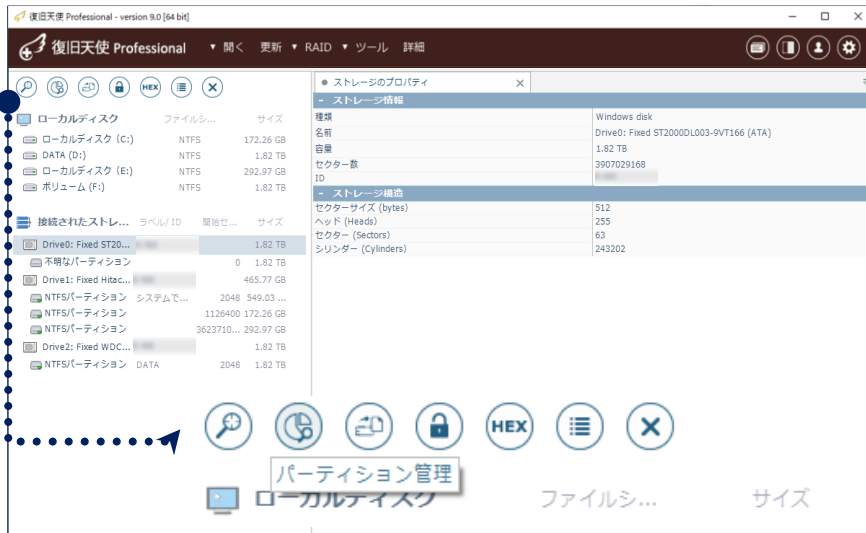 復旧天使 Professional - version 9.0 [64 bit]
復旧天使 Professional ▼ 開く 更新 ▼ RAID ▼ ツール 詳細
HEX
ストレージのプロパティ
ローカルディスク ファイルシ... サイズ
ローカルディスク (C:) NTFS 172.26 GB
DATA (D:) NTFS 1.82 TB
ローカルディスク (E:) NTFS 292.97 GB
ボリューム (F:) NTFS 1.82 TB
接続されたストレ... ラベル/ ID 開始セ... サイズ
Drive0: Fixed ST20... 1.82 TB
不明なパーティション 0 1.82 TB
Drive1: Fixed Hitac... 465.77 GB
NTFSパーティション システムで... 2048 549.03 ...
NTFSパーティション 1126400 172.26 GB
NTFSパーティション 3623710... 292.97 GB
Drive2: Fixed WDC... 1.82 TB
NTFSパーティション DATA 2048 1.82 TB
- ストレージ情報
種類 Windows disk
名前 Drive0: Fixed ST2000DL003-9VT166 (ATA)
容量 1.82 TB
セクター数 3907029168
ID
- ストレージ構造
セクターサイズ (bytes) 512
ヘッド (Heads) 255
セクター (Sectors) 63
シリンダー (Cylinders) 243202
HEX
パーティション管理
ローカルディスク ファイルシ... サイズ